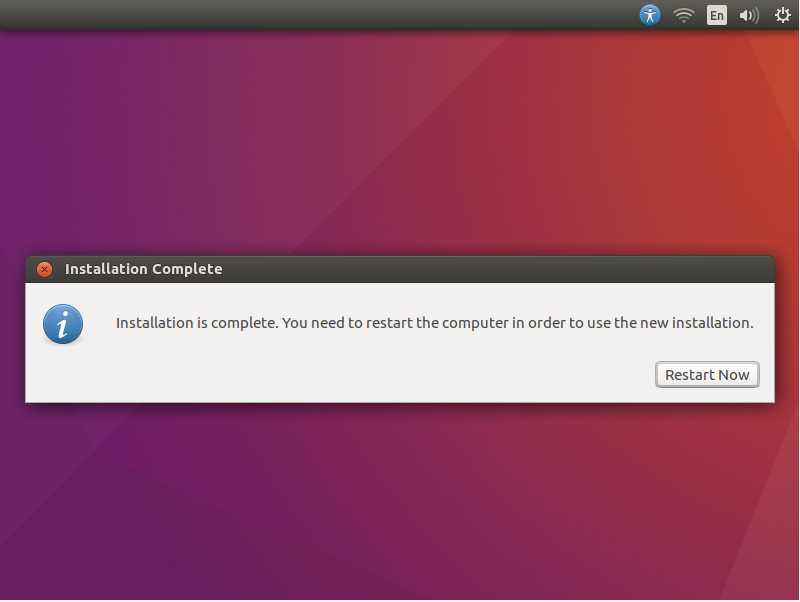 En
Installation Complete
Installation is complete. You need to restart the computer in order to use the new installation.
Restart Now